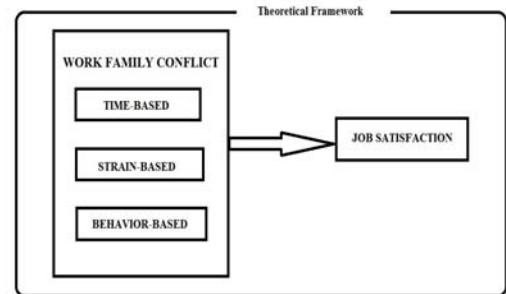 Theoretical Framework
WORK FAMILY CONFLICT
TIME-BASED
STRAIN-BASED
BEHAVIOR-BASED
JOB SATISFACTION